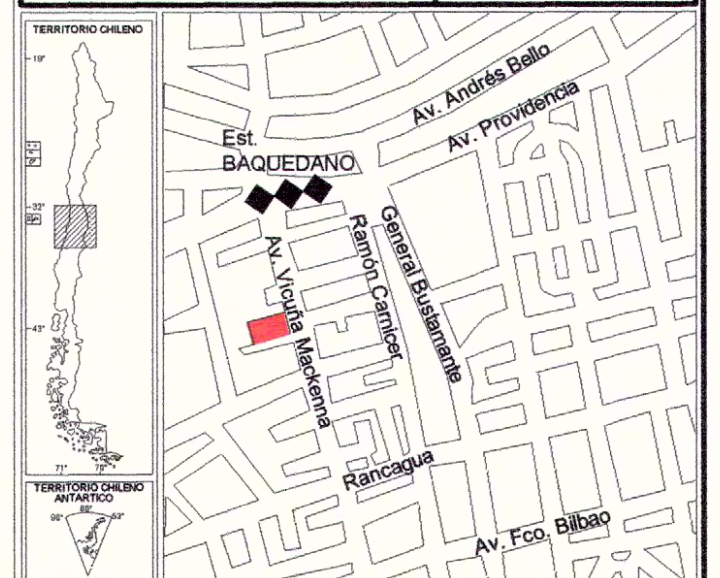 TERRITORIO CHILENO
19°
32°
43°
71°
TERRITORIO CHILENO
ANTARTICO
90°
53°
Av. Andrés Bello
Av. Providencia
Est.
BAQUEDANO
General Bustamante
Ramón Carnicer
Av. Vicuña Mackenna
Rancagua
Av. Fco. Bilbao